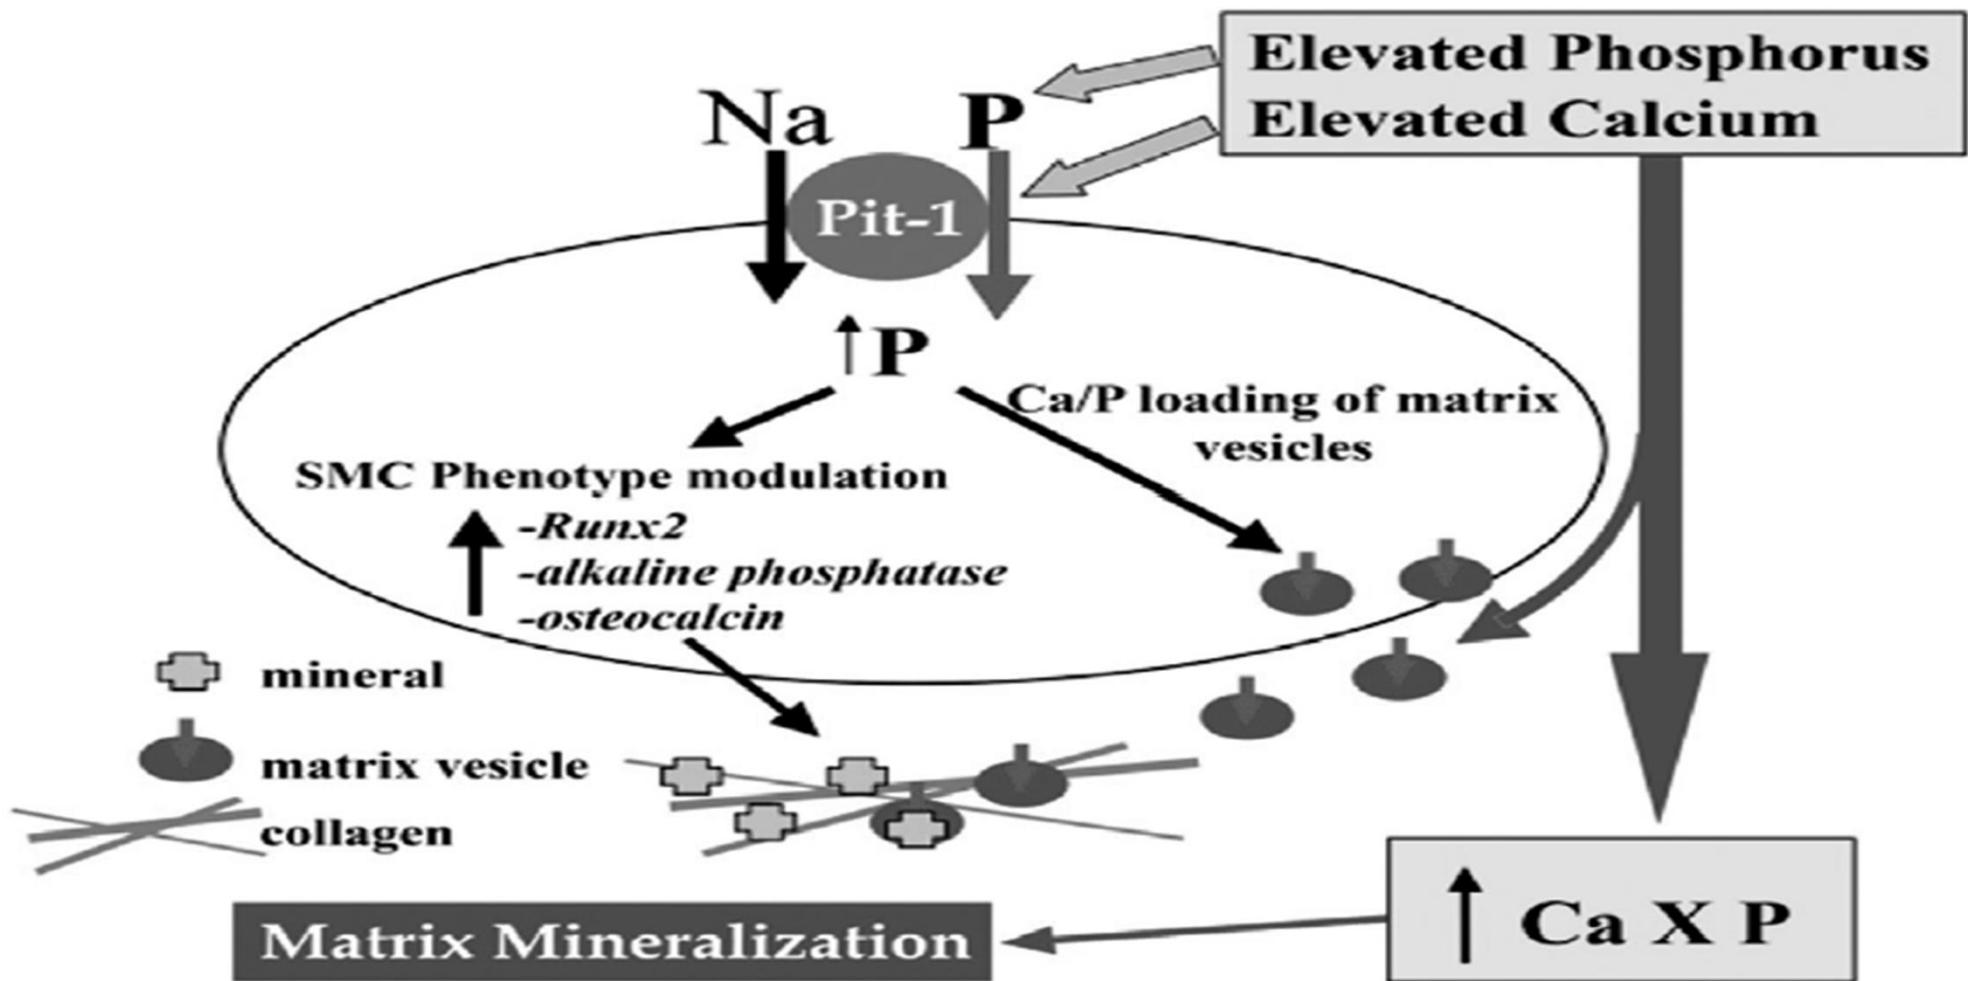 Elevated Phosphorus
Elevated Calcium
Na
P
Pit-1
↑P
Ca/P loading of matrix
vesicles
SMC Phenotype modulation
-Runx2
-alkaline phosphatase
-osteocalcin
mineral
matrix vesicle
collagen
↑ Ca X P
Matrix Mineralization